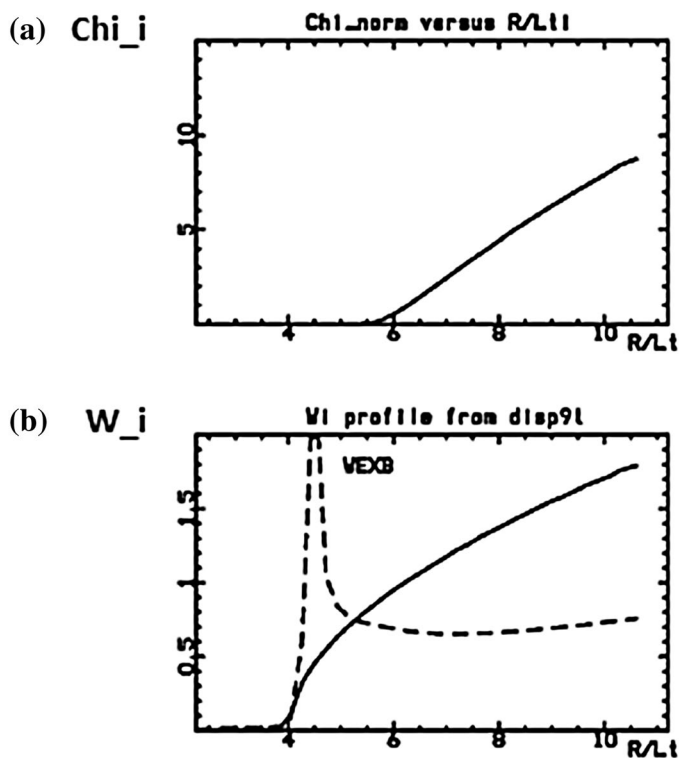 (a) Chi_i
Chi_norm versus R/Lti
10
5
4 6 8 10
R/Lt
(b) W_i
Wi profile from disp9t
WEXB
1.5
1
0.5
4 6 8 10
R/Lt